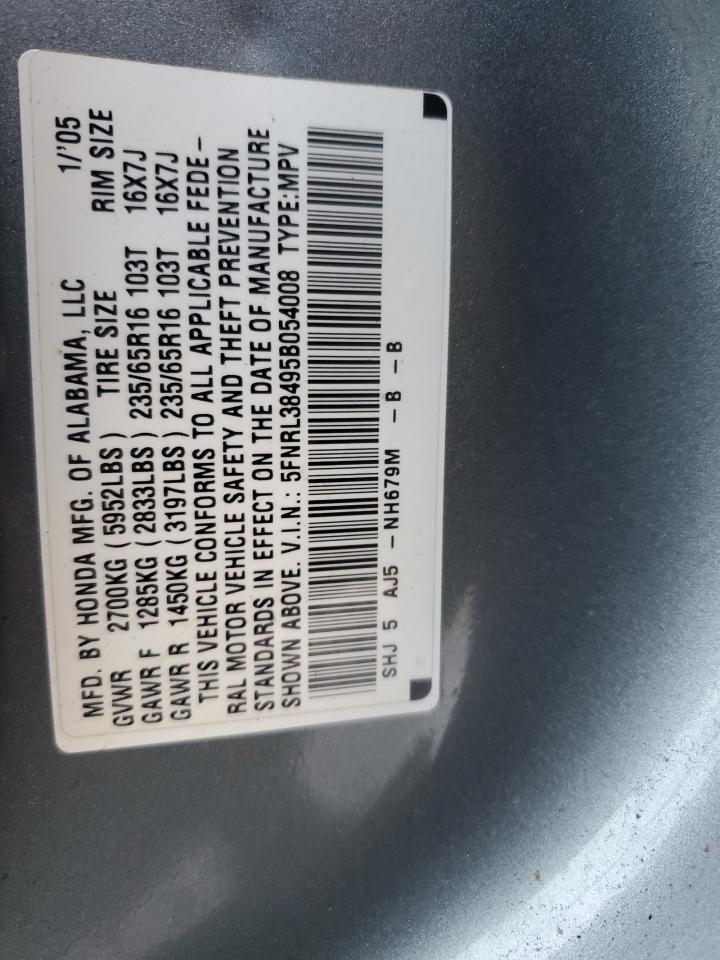 MFD. BY HONDA MFG. OF ALABAMA, LLC 1/'05
GVWR 2700KG ( 5952LBS ) TIRE SIZE RIM SIZE
GAWR F 1285KG ( 2833LBS ) 235/65R16 103T 16X7J
GAWR R 1450KG ( 3197LBS ) 235/65R16 103T 16X7J
THIS VEHICLE CONFORMS TO ALL APPLICABLE FEDE-
RAL MOTOR VEHICLE SAFETY AND THEFT PREVENTION
STANDARDS IN EFFECT ON THE DATE OF MANUFACTURE
SHOWN ABOVE. V.I.N.: 5FNRL38495B054008 TYPE:MPV
SHJ 5 AJ5 -NH679M -B -B